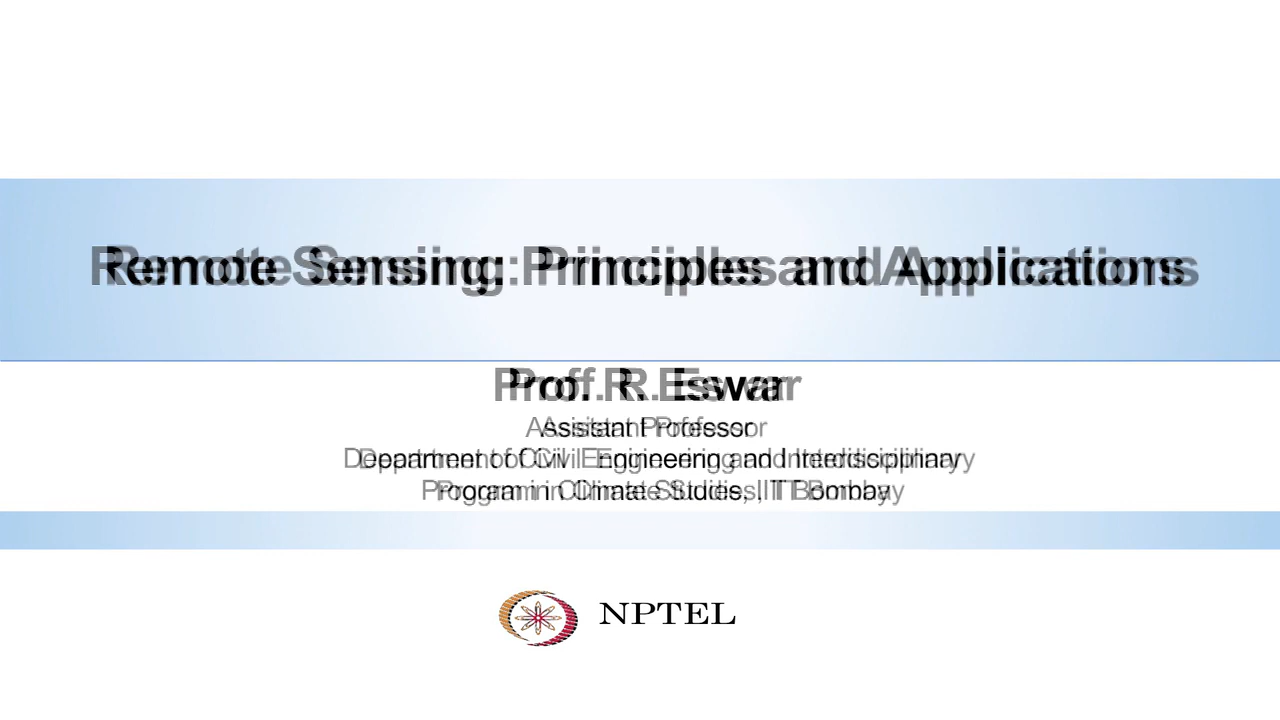 Remote Sensing: Principles and Applications
Prof. R. Eswar
Assistant Professor
Department of Civil Engineering and Interdisciplinary
Program in Climate Studies, IIT Bombay
NPTEL